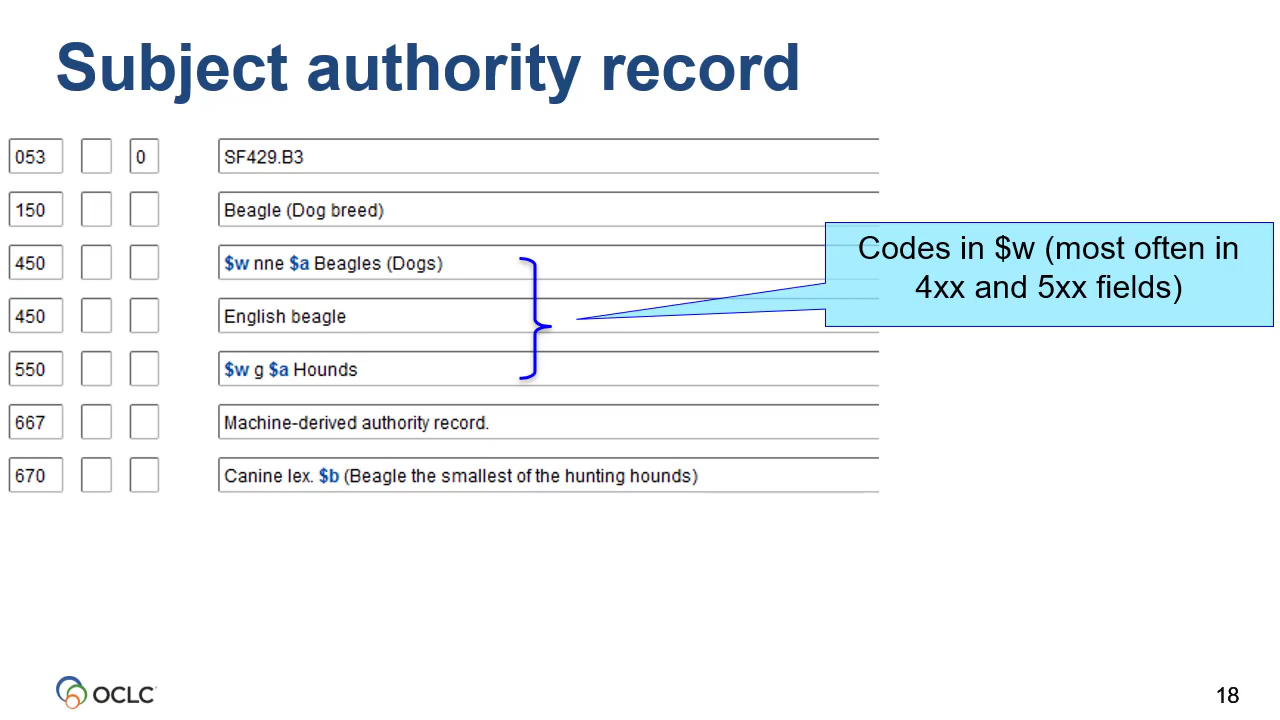 Subject authority record
053 0 SF429.B3
150 Beagle (Dog breed)
450 $w nne $a Beagles (Dogs)
450 English beagle
550 $w g $a Hounds
667 Machine-derived authority record.
670 Canine lex. $b (Beagle the smallest of the hunting hounds)
Codes in $w (most often in
4xx and 5xx fields)
OCLC
18